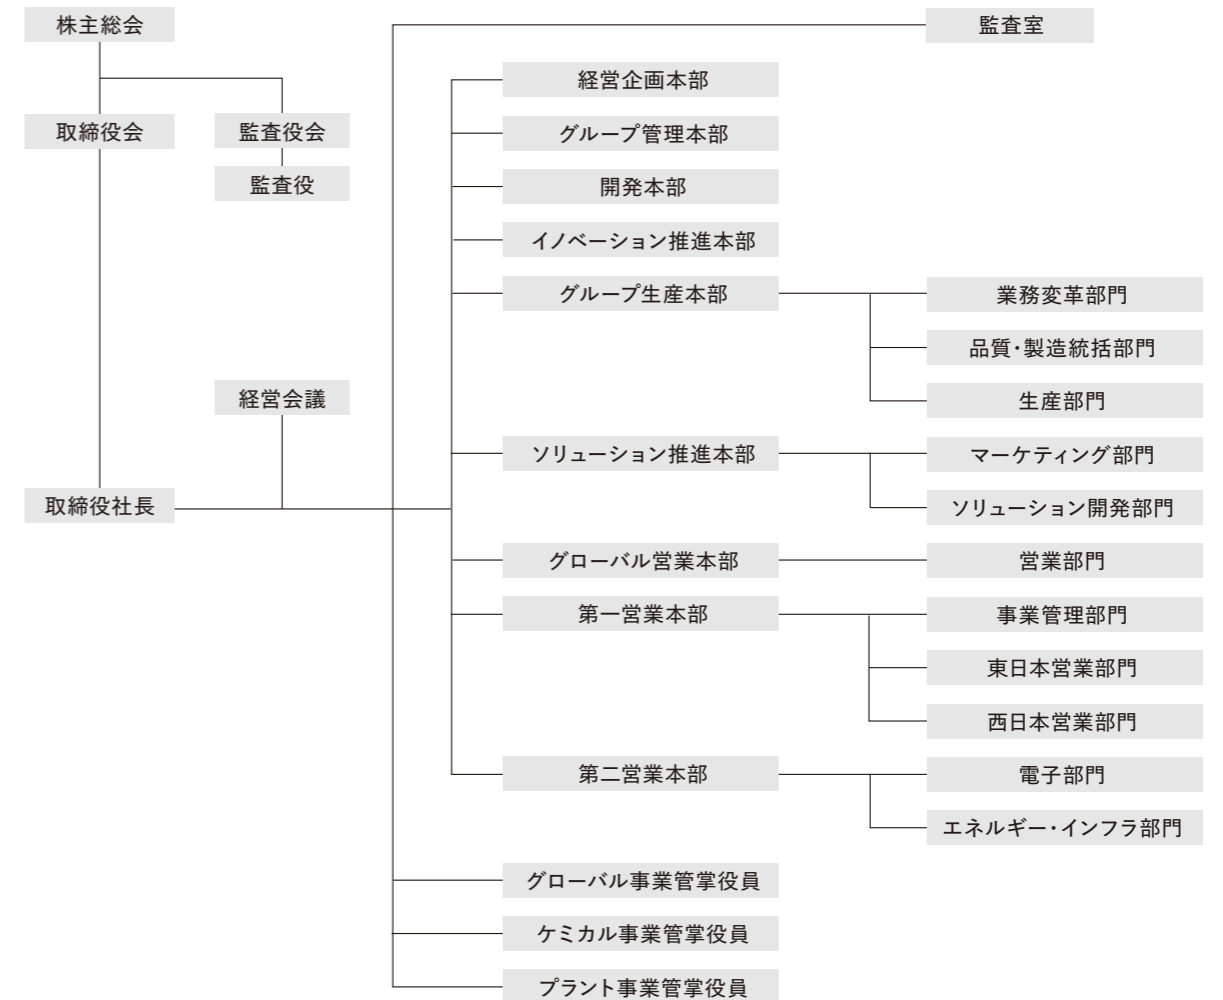 株主総会
監査室
経営企画本部
取締役会
監査役会
グループ管理本部
監査役
開発本部
イノベーション推進本部
グループ生産本部
業務変革部門
品質・製造統括部門
経営会議
生産部門
ソリューション推進本部
マーケティング部門
取締役社長
ソリューション開発部門
グローバル営業本部
営業部門
第一営業本部
事業管理部門
東日本営業部門
西日本営業部門
第二営業本部
電子部門
エネルギー・インフラ部門
グローバル事業管掌役員
ケミカル事業管掌役員
プラント事業管掌役員